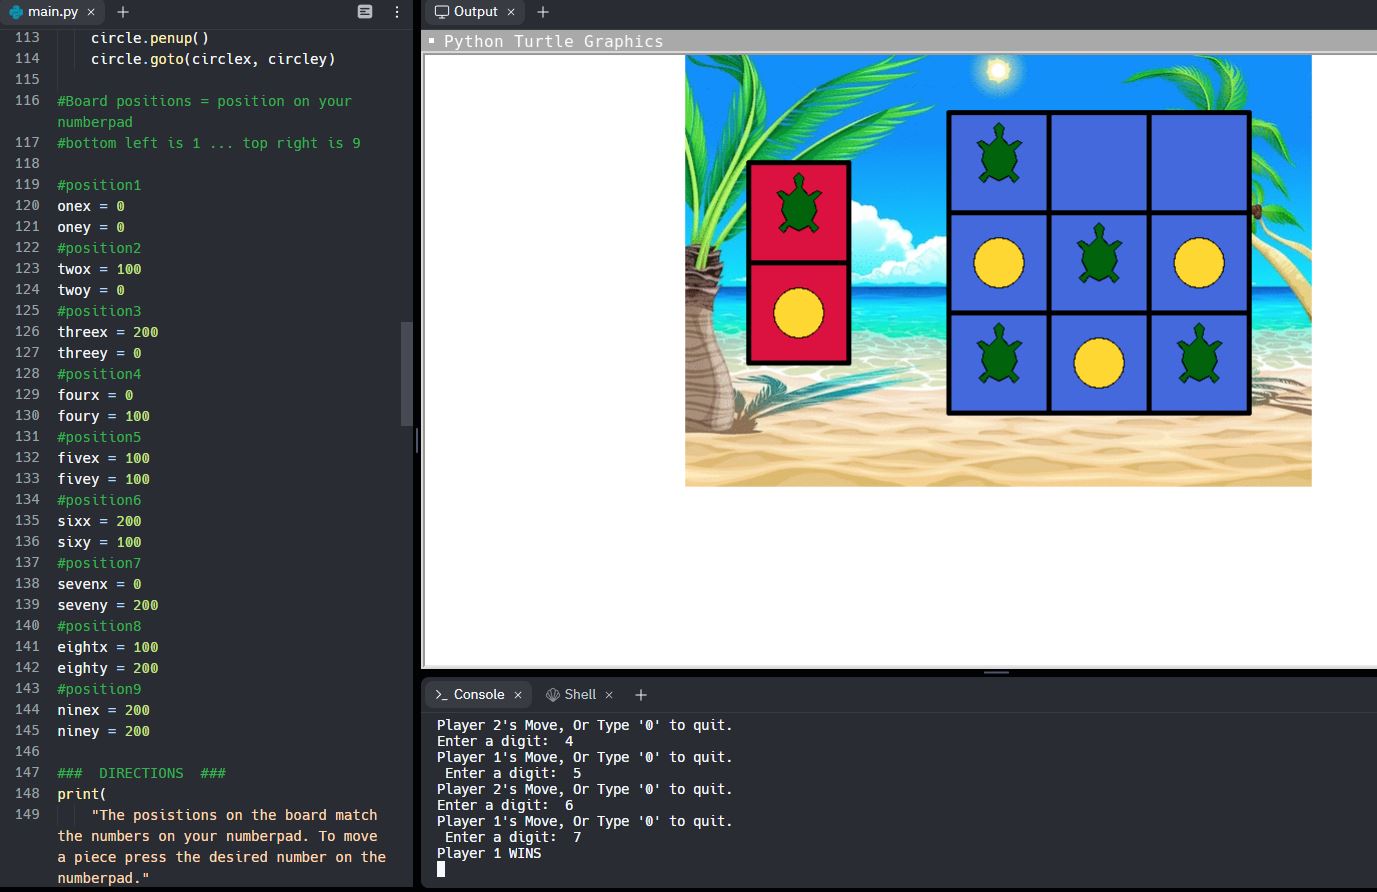 main.py × +
113 circle.penup()
114 circle.goto(circlex, circley)
115
116 #Board positions = position on your
numberpad
117 #bottom left is 1 ... top right is 9
118
119 #position1
120 onex = 0
121 oney = 0
122 #position2
123 twox = 100
124 twoy = 0
125 #position3
126 threex = 200
127 threey = 0
128 #position4
129 fourx = 0
130 foury = 100
131 #position5
132 fivex = 100
133 fivey = 100
134 #position6
135 sixx = 200
136 sixy = 100
137 #position7
138 sevenx = 0
139 seveny = 200
140 #position8
141 eightx = 100
142 eighty = 200
143 #position9
144 ninex = 200
145 niney = 200
146
147 ###  DIRECTIONS  ###
148 print(
149 "The posistions on the board match
the numbers on your numberpad. To move
a piece press the desired number on the
numberpad."
Output × +
Python Turtle Graphics
>_ Console × Shell × +
Player 2's Move, Or Type '0' to quit.
Enter a digit:  4
Player 1's Move, Or Type '0' to quit.
Enter a digit:  5
Player 2's Move, Or Type '0' to quit.
Enter a digit:  6
Player 1's Move, Or Type '0' to quit.
Enter a digit:  7
Player 1 WINS